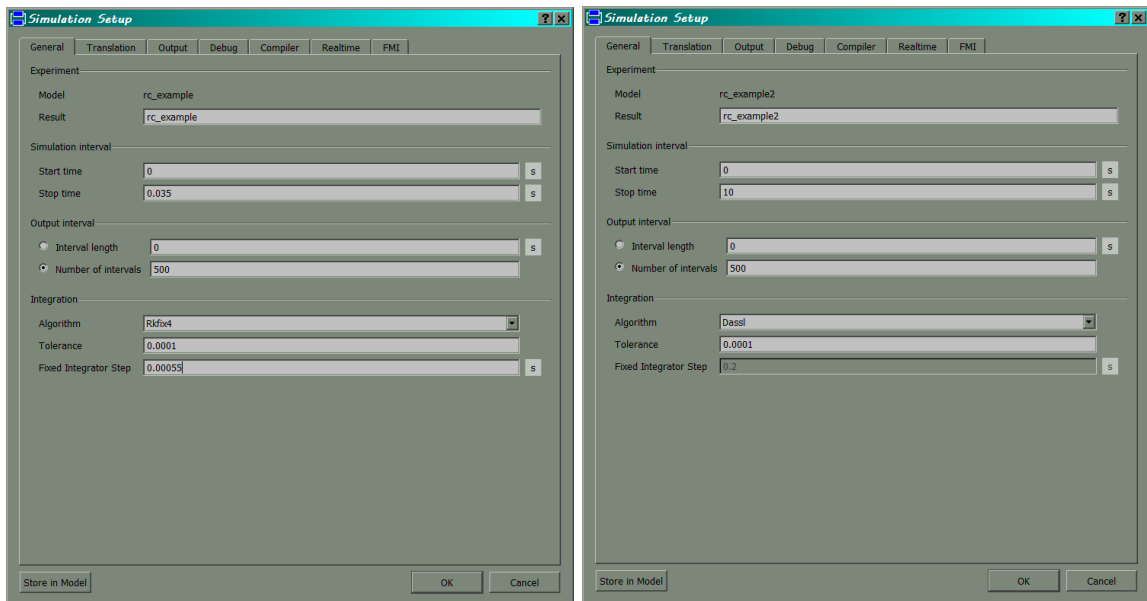 Simulation Setup
General Translation Output Debug Compiler Realtime FMI
Experiment
Model rc_example
Result rc_example
Simulation interval
Start time 0 s
Stop time 0.035 s
Output interval
Interval length 0 s
Number of intervals 500
Integration
Algorithm Rkfix4
Tolerance 0.0001
Fixed Integrator Step 0.00055 s
Store in Model OK Cancel
Simulation Setup
General Translation Output Debug Compiler Realtime FMI
Experiment
Model rc_example2
Result rc_example2
Simulation interval
Start time 0 s
Stop time 10 s
Output interval
Interval length 0 s
Number of intervals 500
Integration
Algorithm Dassl
Tolerance 0.0001
Fixed Integrator Step 0.2 s
Store in Model OK Cancel